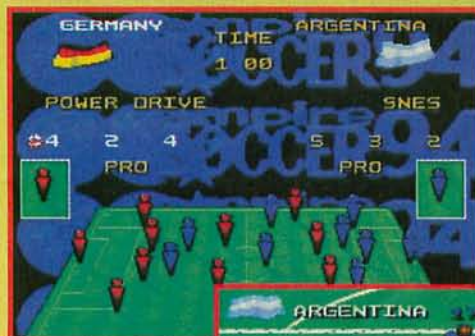 GERMANY ARGENTINA
TIME
1 00
POWER DRIVE SNES
4 2 4 5 3 2
PRO PRO
ARGENTINA